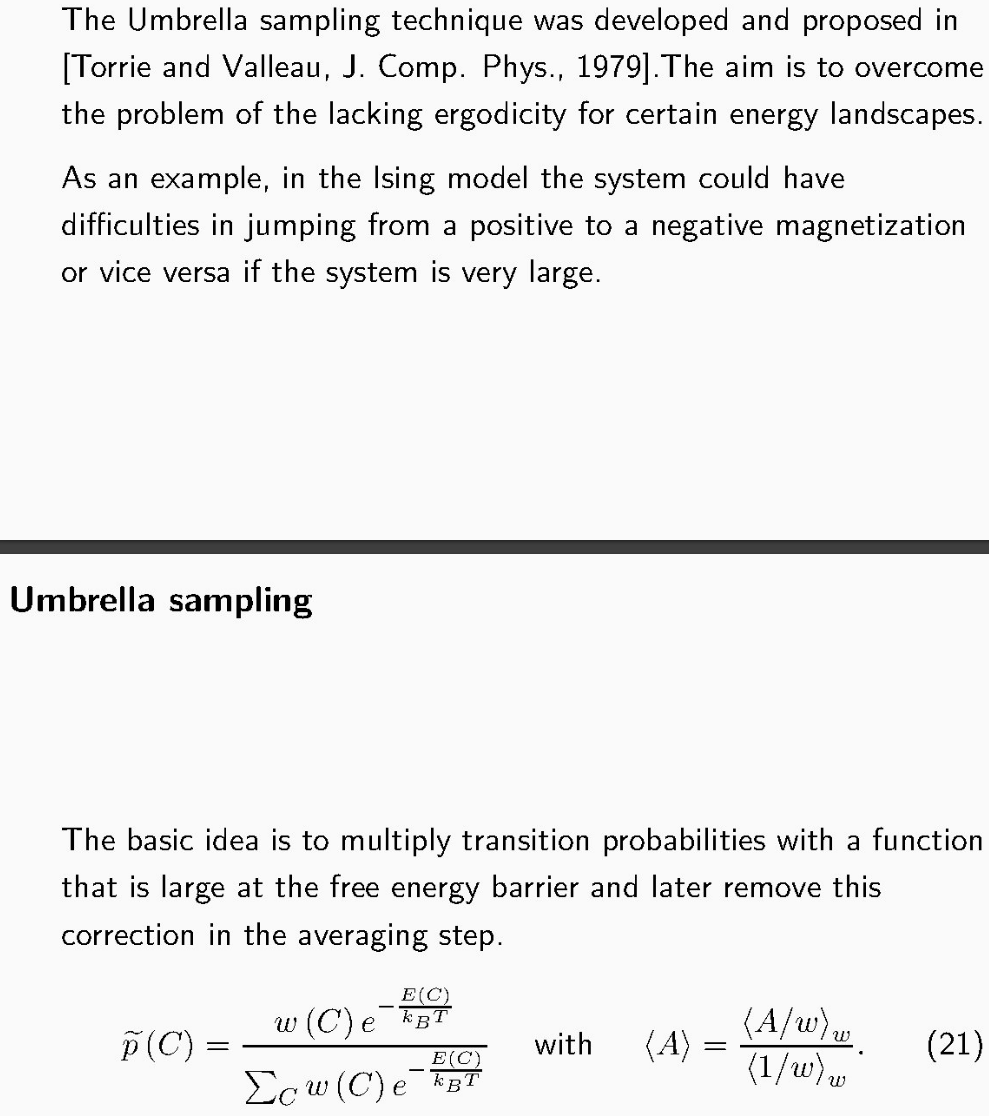 The Umbrella sampling technique was developed and proposed in
[Torrie and Valleau, J. Comp. Phys., 1979].The aim is to overcome
the problem of the lacking ergodicity for certain energy landscapes.
As an example, in the Ising model the system could have
difficulties in jumping from a positive to a negative magnetization
or vice versa if the system is very large.
Umbrella sampling
The basic idea is to multiply transition probabilities with a function
that is large at the free energy barrier and later remove this
correction in the averaging step.
$\widetilde{p}(C) = \frac{w(C) e^{-\frac{E(C)}{k_B T}}}{\sum_C w(C) e^{-\frac{E(C)}{k_B T}}}$ with $\langle A \rangle = \frac{\langle A/w \rangle_w}{\langle 1/w \rangle_w}.$ (21)